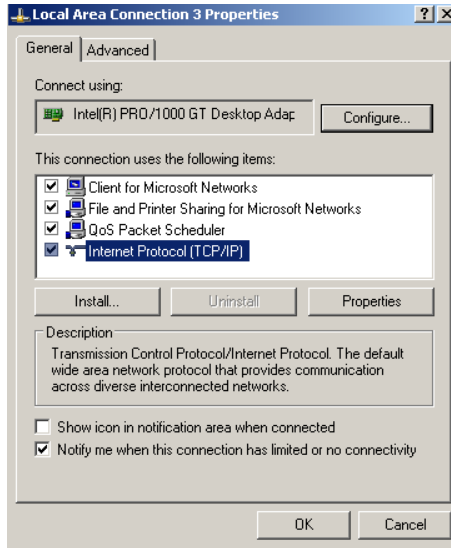 Local Area Connection 3 Properties
General
Advanced
Connect using:
Intel(R) PRO/1000 GT Desktop Adap
Configure...
This connection uses the following items:
Client for Microsoft Networks
File and Printer Sharing for Microsoft Networks
QoS Packet Scheduler
Internet Protocol (TCP/IP)
Install...
Uninstall
Properties
Description
Transmission Control Protocol/Internet Protocol. The default
wide area network protocol that provides communication
across diverse interconnected networks.
Show icon in notification area when connected
Notify me when this connection has limited or no connectivity
OK
Cancel